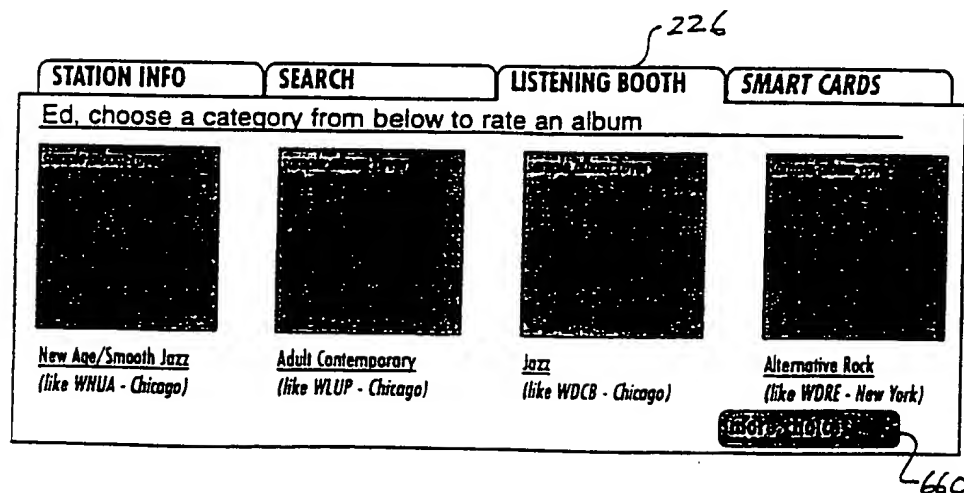 226
STATION INFO SEARCH LISTENING BOOTH SMART CARDS
Ed, choose a category from below to rate an album
New Age/Smooth Jazz Adult Contemporary Jazz Alternative Rock
(like WNUA - Chicago) (like WLUP - Chicago) (like WDCB - Chicago) (like WDRE - New York)
660